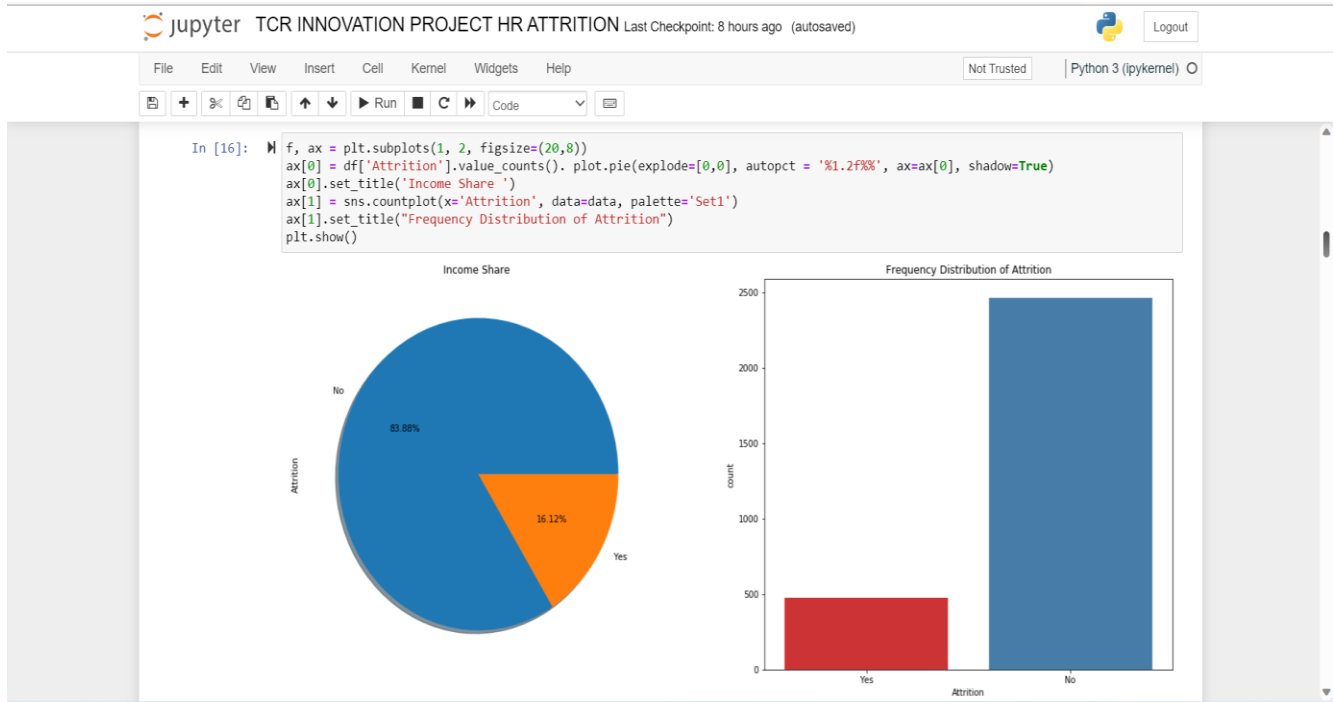 jupyter TCR INNOVATION PROJECT HR ATTRITION Last Checkpoint: 8 hours ago (autosaved)
Logout
File Edit View Insert Cell Kernel Widgets Help
Not Trusted
Python 3 (ipykernel)
Run
Code
In [16]:
f, ax = plt.subplots(1, 2, figsize=(20,8))
ax[0] = df['Attrition'].value_counts(). plot.pie(explode=[0,0], autopct = '%1.2f%%', ax=ax[0], shadow=True)
ax[0].set_title('Income Share ')
ax[1] = sns.countplot(x='Attrition', data=data, palette='Set1')
ax[1].set_title("Frequency Distribution of Attrition")
plt.show()
Income Share
No
83.88%
Attrition
16.12%
Yes
Frequency Distribution of Attrition
2500
2000
1500
1000
500
0
count
Yes
No
Attrition